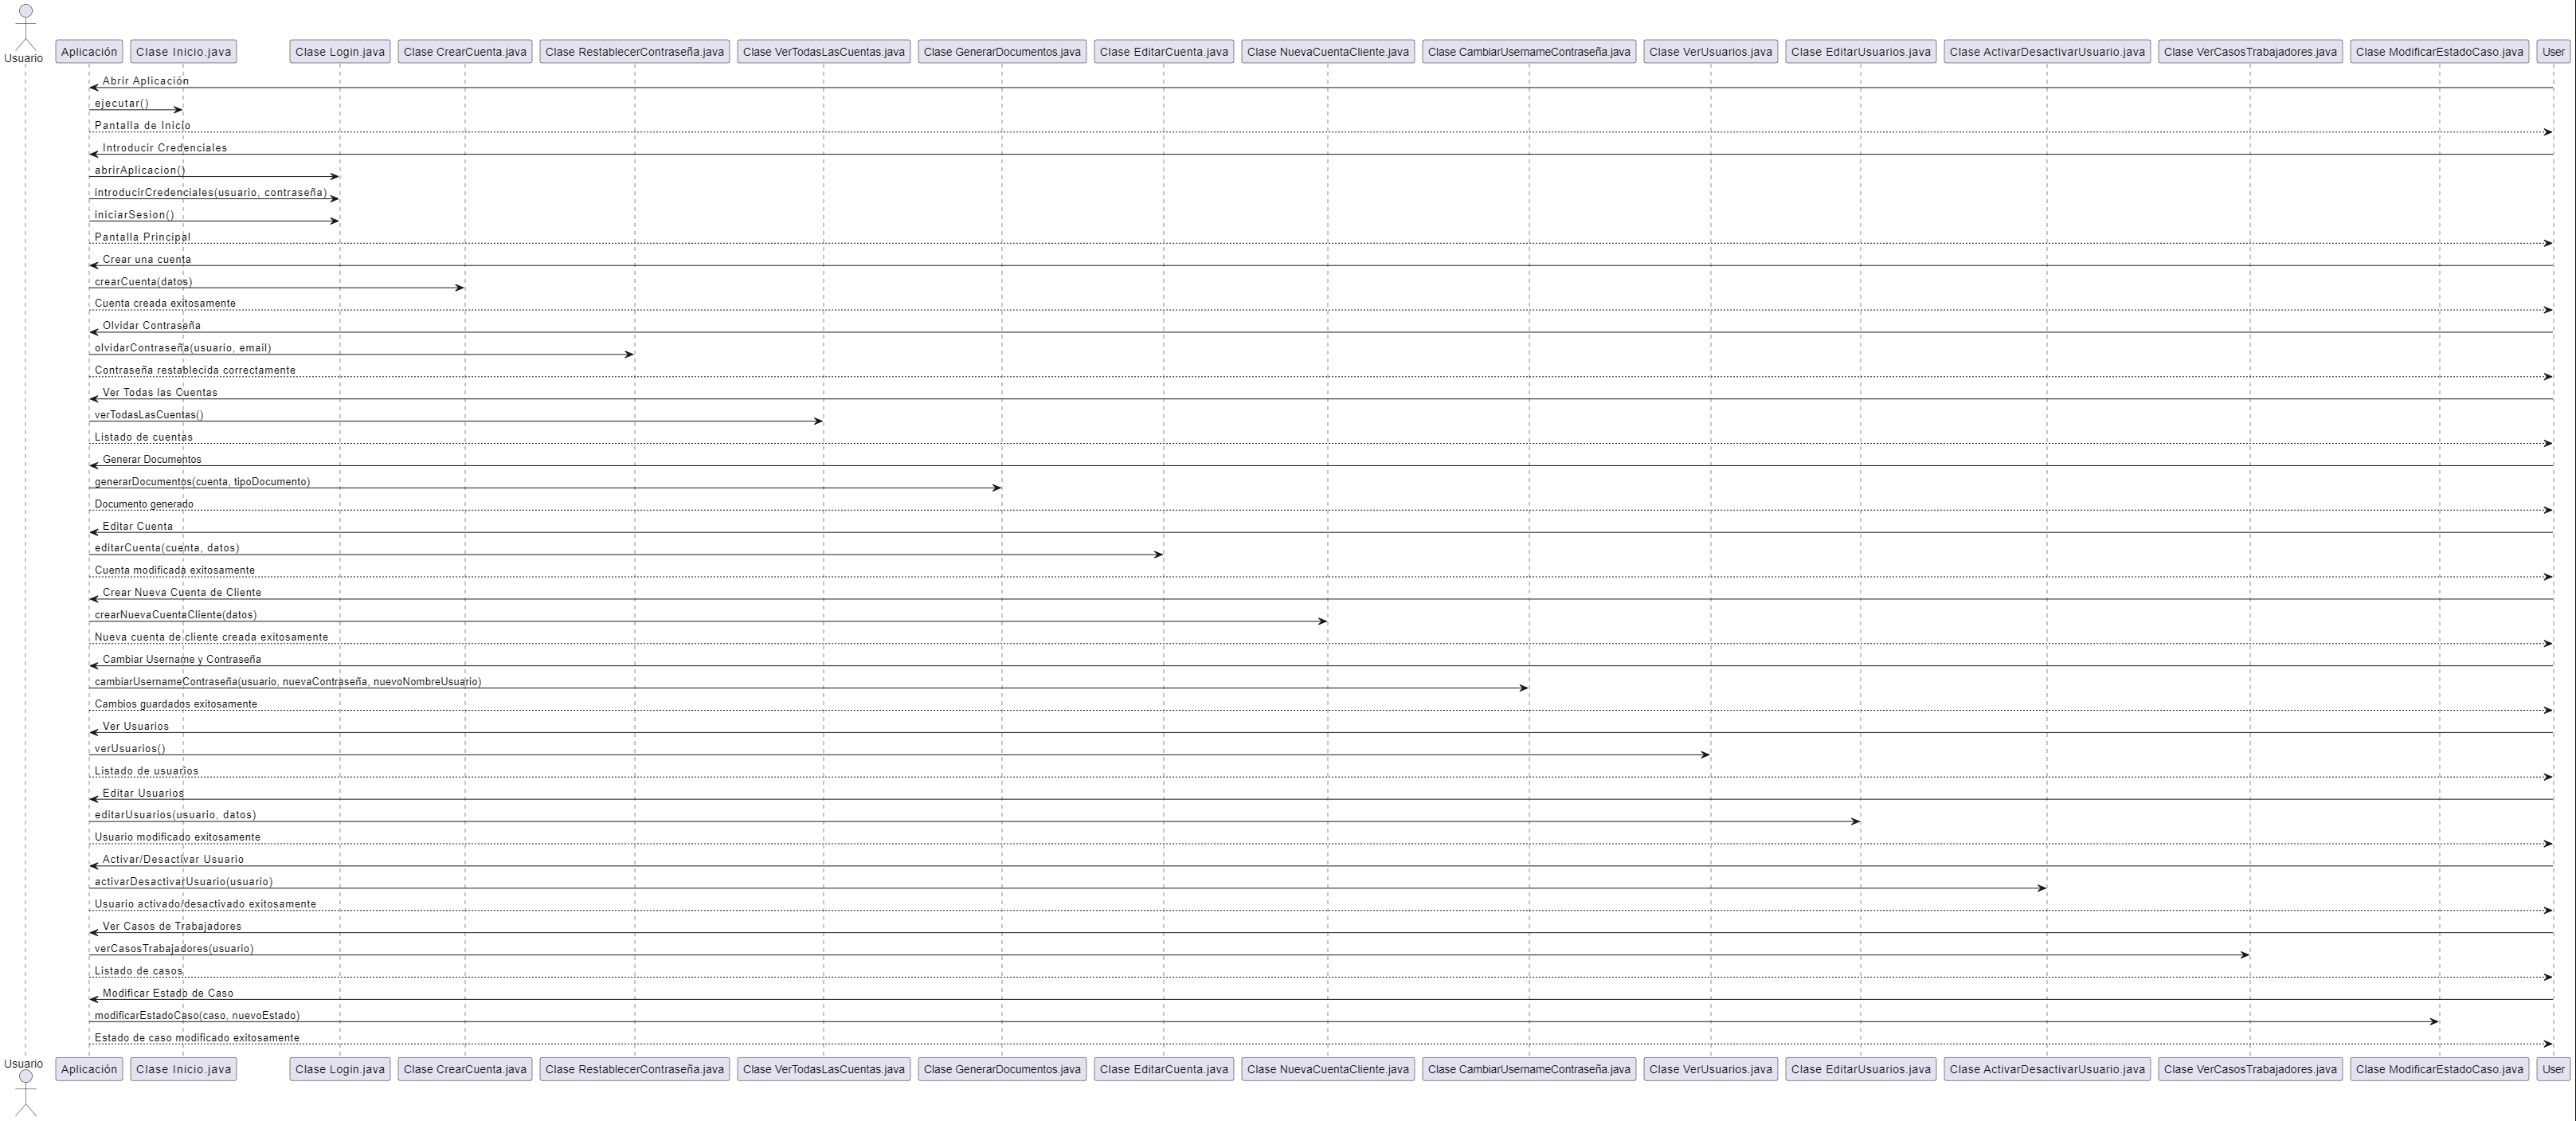 Usuario
Aplicación
Clase Inicio.java
Clase Login.java
Clase CrearCuenta.java
Clase RestablecerContraseña.java
Clase VerTodasLasCuentas.java
Clase GenerarDocumentos.java
Clase EditarCuenta.java
Clase NuevaCuentaCliente.java
Clase CambiarUsernameContraseña.java
Clase VerUsuarios.java
Clase EditarUsuarios.java
Clase ActivarDesactivarUsuario.java
Clase VerCasosTrabajadores.java
Clase ModificarEstadoCaso.java
User
Abrir Aplicación
ejecutar()
Pantalla de Inicio
Introducir Credenciales
abrirAplicacion()
introducirCredenciales(usuario, contraseña)
iniciarSesion()
Pantalla Principal
Crear una cuenta
crearCuenta(datos)
Cuenta creada exitosamente
Olvidar Contraseña
olvidarContraseña(usuario, email)
Contraseña restablecida correctamente
Ver Todas las Cuentas
verTodasLasCuentas()
Listado de cuentas
Generar Documentos
generarDocumentos(cuenta, tipoDocumento)
Documento generado
Editar Cuenta
editarCuenta(cuenta, datos)
Cuenta modificada exitosamente
Crear Nueva Cuenta de Cliente
crearNuevaCuentaCliente(datos)
Nueva cuenta de cliente creada exitosamente
Cambiar Username y Contraseña
cambiarUsernameContraseña(usuario, nuevaContraseña, nuevoNombreUsuario)
Cambios guardados exitosamente
Ver Usuarios
verUsuarios()
Listado de usuarios
Editar Usuarios
editarUsuarios(usuario, datos)
Usuario modificado exitosamente
Activar/Desactivar Usuario
activarDesactivarUsuario(usuario)
Usuario activado/desactivado exitosamente
Ver Casos de Trabajadores
verCasosTrabajadores(usuario)
Listado de casos
Modificar Estado de Caso
modificarEstadoCaso(caso, nuevoEstado)
Estado de caso modificado exitosamente
Usuario
Aplicación
Clase Inicio.java
Clase Login.java
Clase CrearCuenta.java
Clase RestablecerContraseña.java
Clase VerTodasLasCuentas.java
Clase GenerarDocumentos.java
Clase EditarCuenta.java
Clase NuevaCuentaCliente.java
Clase CambiarUsernameContraseña.java
Clase VerUsuarios.java
Clase EditarUsuarios.java
Clase ActivarDesactivarUsuario.java
Clase VerCasosTrabajadores.java
Clase ModificarEstadoCaso.java
User